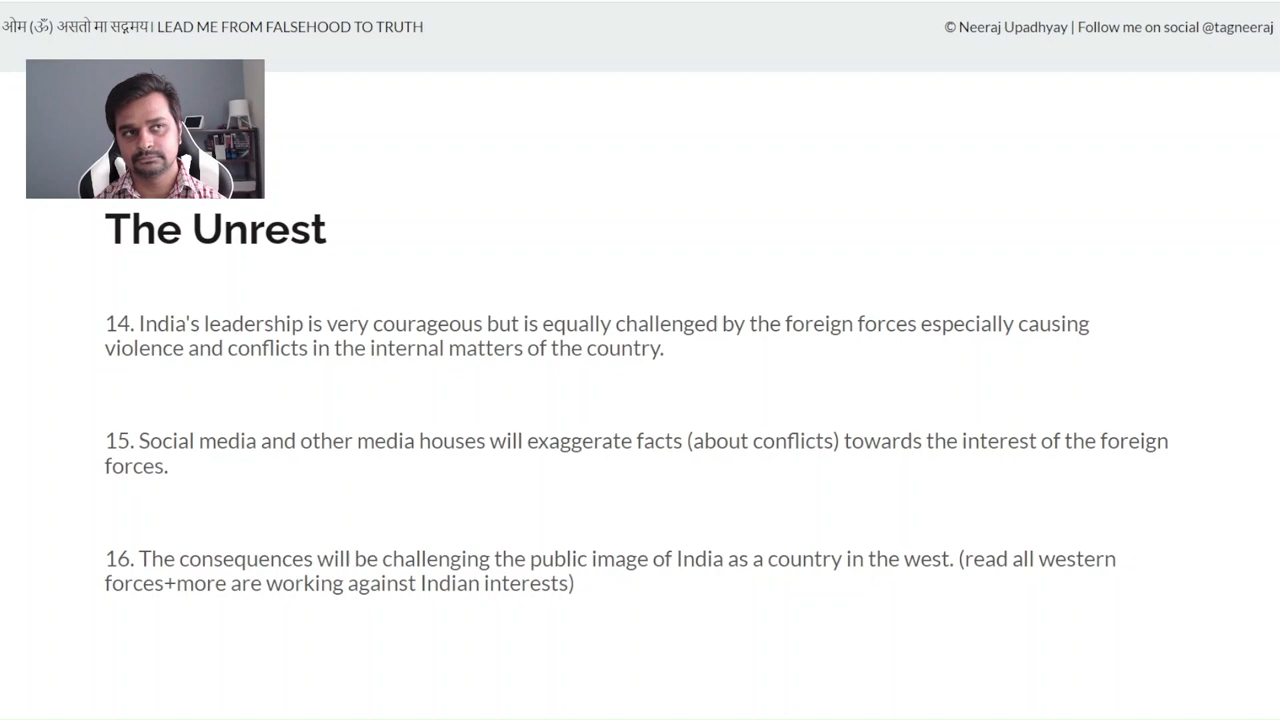 ओम (ॐ) असतो मा सद्गमय। LEAD ME FROM FALSEHOOD TO TRUTH
© Neeraj Upadhyay | Follow me on social @tagneeraj
The Unrest
14. India's leadership is very courageous but is equally challenged by the foreign forces especially causing
violence and conflicts in the internal matters of the country.
15. Social media and other media houses will exaggerate facts (about conflicts) towards the interest of the foreign
forces.
16. The consequences will be challenging the public image of India as a country in the west. (read all western
forces+more are working against Indian interests)